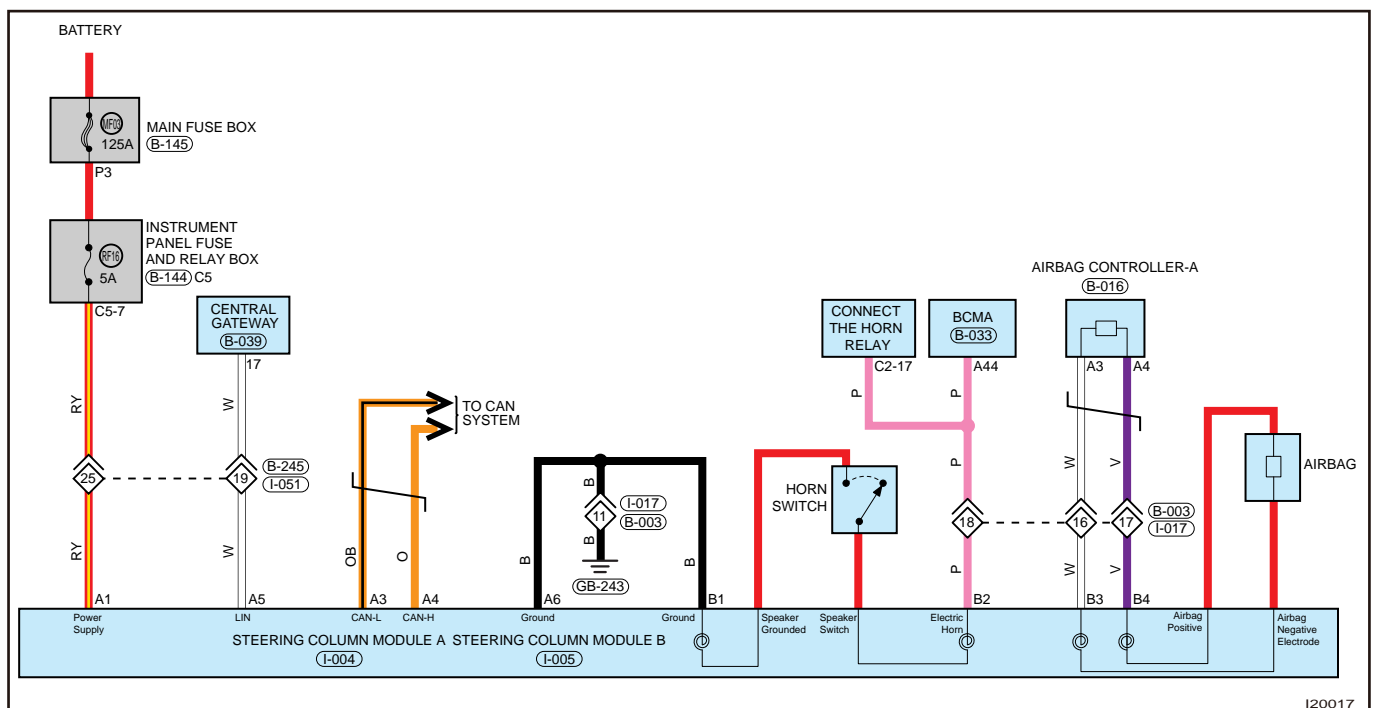 BATTERY
MF03
125A
MAIN FUSE BOX
B-145
P3
INSTRUMENT
PANEL FUSE
AND RELAY BOX
B-144 C5
RF16
5A
C5-7
CENTRAL
GATEWAY
B-039
17
TO CAN
SYSTEM
CONNECT
THE HORN
RELAY
C2-17
BCMA
B-033
A44
AIRBAG CONTROLLER-A
B-016
A3 A4
RY W P P
25 19
B-245
I-051
B
I-017
11
B-003
B
GB-243
HORN
SWITCH
P W V
18 16 17
B-003
I-017
AIRBAG
RY W OB O B B P W V
A1 A5 A3 A4 A6 B1 B2 B3 B4
Power
Supply
LIN
CAN-L
CAN-H
Ground
Ground
Speaker
Grounded
Speaker
Switch
Electric
Horn
Airbag
Positive
Airbag
Negative
Electrode
STEERING COLUMN MODULE A STEERING COLUMN MODULE B
I-004 I-005
I20017